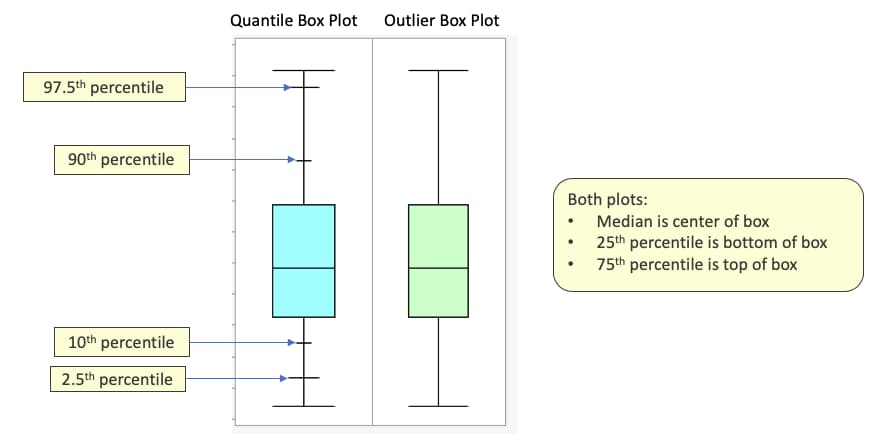 Quantile Box Plot
Outlier Box Plot
97.5th percentile
90th percentile
10th percentile
2.5th percentile
Both plots:
• Median is center of box
• 25th percentile is bottom of box
• 75th percentile is top of box